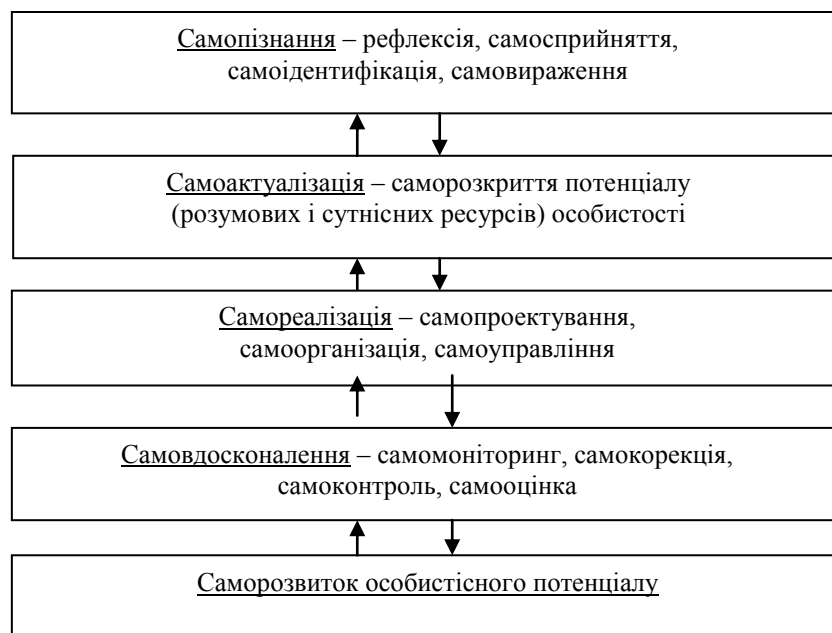 Самопізнання – рефлексія, самосприйняття,
самоідентифікація, самовираження
Самоактуалізація – саморозкриття потенціалу
(розумових і сутнісних ресурсів) особистості
Самореалізація – самопроектування,
самоорганізація, самоуправління
Самовдосконалення – самомоніторинг, самокорекція,
самоконтроль, самооцінка
Саморозвиток особистісного потенціалу